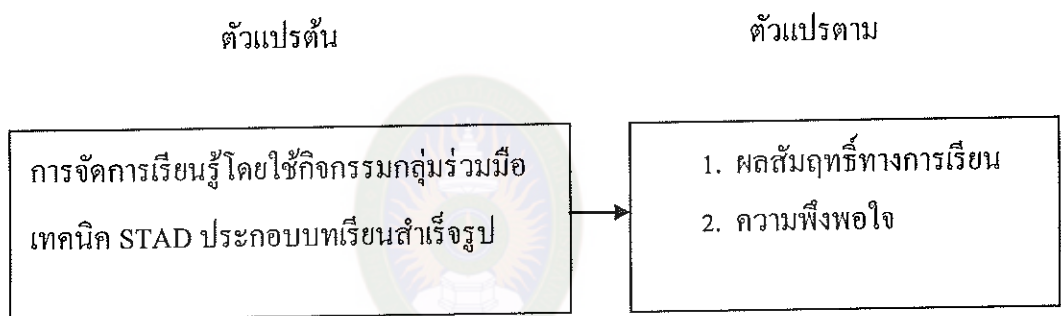 ตัวแปรต้น
ตัวแปรตาม
การจัดการเรียนรู้โดยใช้กิจกรรมกลุ่มร่วมมือ
เทคนิค STAD ประกอบบทเรียนสำเร็จรูป
1. ผลสัมฤทธิ์ทางการเรียน
2. ความพึงพอใจ